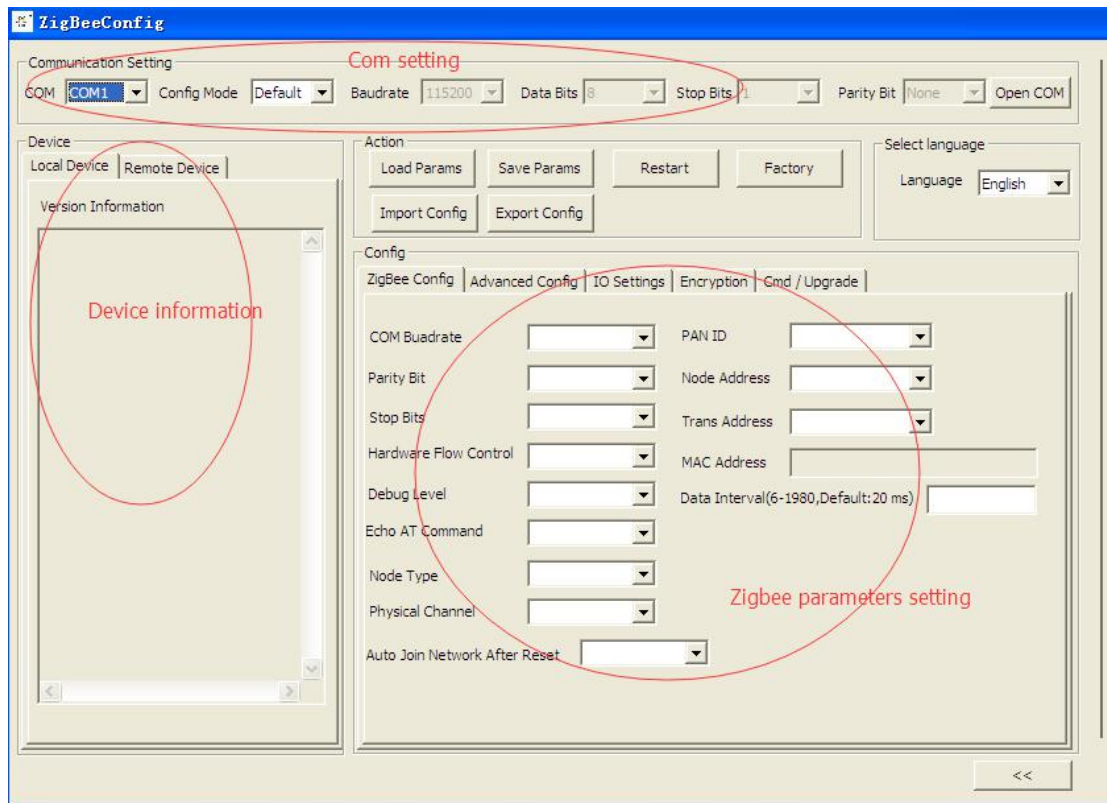 ZigBeeConfig
Communication Setting
Com setting
COM COM1 Config Mode Default Baudrate 115200 Data Bits 8 Stop Bits 1 Parity Bit None Open COM
Device
Local Device Remote Device
Version Information
Device information
Action
Load Params Save Params Restart Factory
Import Config Export Config
Select language
Language English
Config
ZigBee Config Advanced Config IO Settings Encryption Cmd / Upgrade
COM Buadrate PAN ID
Parity Bit Node Address
Stop Bits Trans Address
Hardware Flow Control MAC Address
Debug Level Data Interval(6-1980,Default:20 ms)
Echo AT Command
Node Type
Zigbee parameters setting
Physical Channel
Auto Join Network After Reset
<<